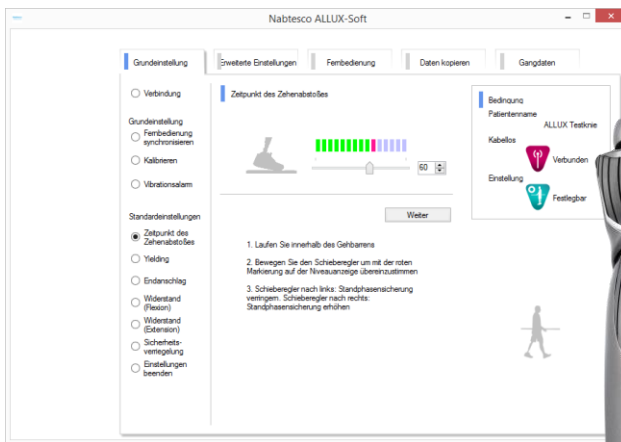 Nabtesco ALLUX-Soft
Grundeinstellung
Erweiterte Einstellungen
Fernbedienung
Daten kopieren
Gangdaten
Verbindung
Grundeinstellung
Fernbedienung
synchronisieren
Kalibrieren
Vibrationsalarm
Standardeinstellungen
Zeitpunkt des
Zehenabstoßes
Yielding
Endanschlag
Widerstand
(Flexion)
Widerstand
(Extension)
Sicherheits-
verriegelung
Einstellungen
beenden
Zeitpunkt des Zehenabstoßes
60
Weiter
1. Laufen Sie innerhalb des Gehbarrens
2. Bewegen Sie den Schieberegler um mit der roten
Markierung auf der Niveauanzeige übereinzustimmen
3. Schieberegler nach links: Standphasensicherung
verringern. Schieberegler nach rechts:
Standphasensicherung erhöhen
Bedingung
Patientenname
ALLUX Testknie
Kabellos
Verbunden
Einstellung
Festlegbar